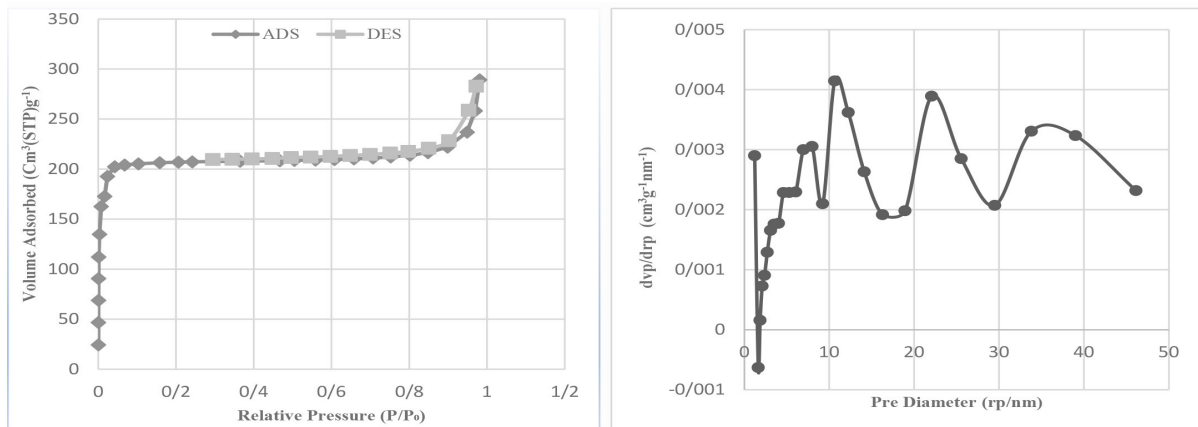 350
300
250
200
150
100
50
0
Volume Adsorbed (Cm³(STP)g⁻¹)
ADS DES
0 0/2 0/4 0/6 0/8 1 1/2
Relative Pressure (P/P₀)
0/005
0/004
0/003
0/002
0/001
0
-0/001
dvp/drp (cm³g⁻¹nm⁻¹)
0 10 20 30 40 50
Pre Diameter (rp/nm)